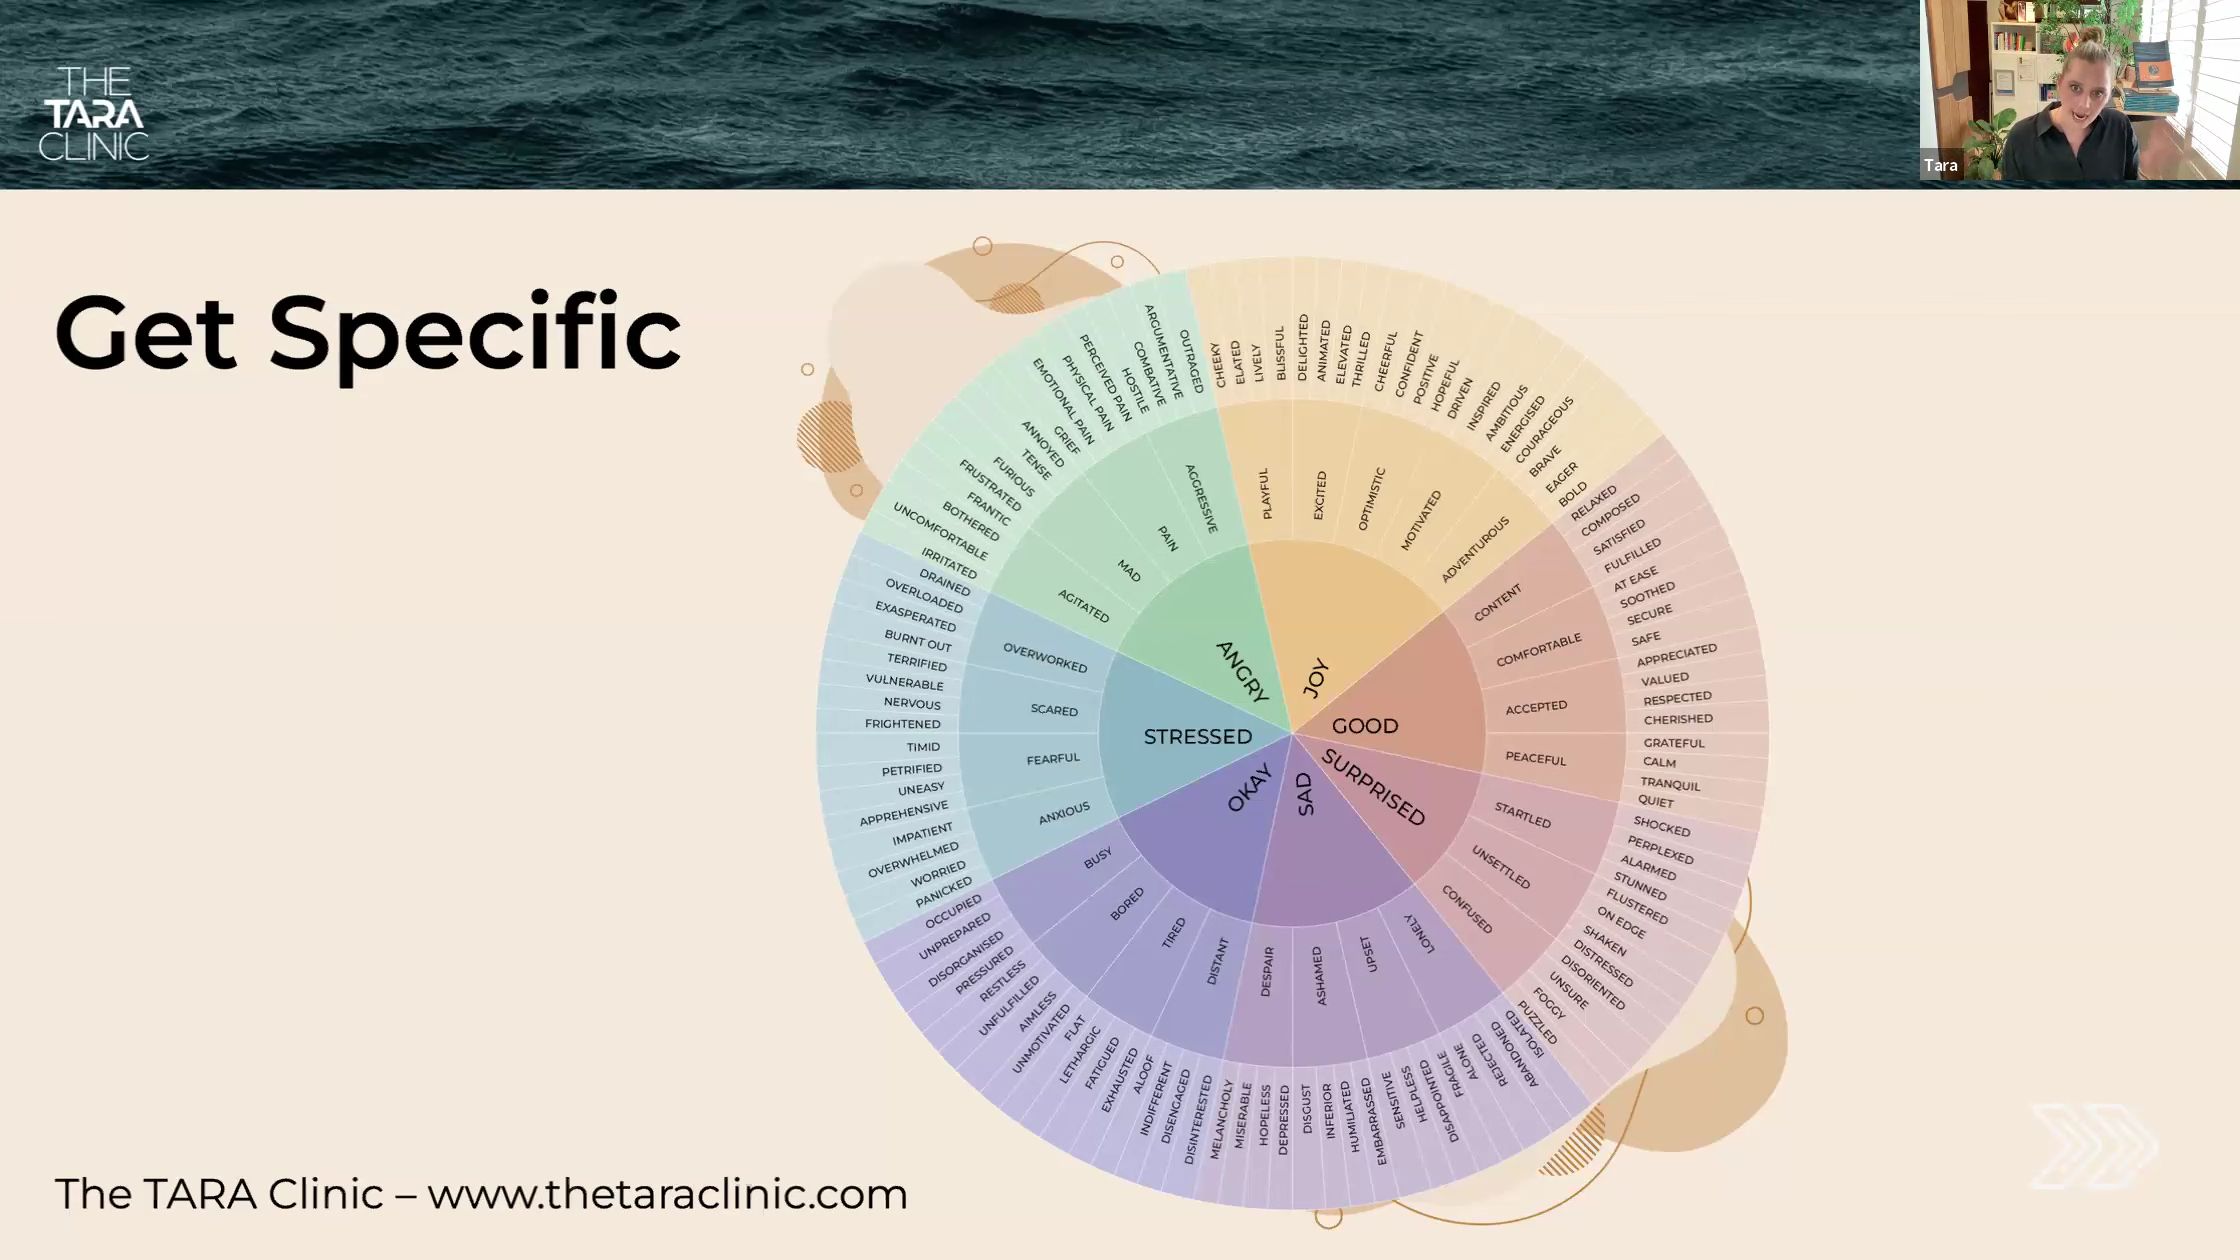 THE
TARA
CLINIC
Tara
Get Specific
JOY
GOOD
SURPRISED
SAD
OKAY
STRESSED
ANGRY
PLAYFUL
EXCITED
OPTIMISTIC
MOTIVATED
ADVENTUROUS
CONTENT
COMFORTABLE
ACCEPTED
PEACEFUL
STARTLED
UNSETTLED
CONFUSED
LONELY
UPSET
ASHAMED
DESPAIR
DISTANT
TIRED
BORED
BUSY
ANXIOUS
FEARFUL
SCARED
OVERWORKED
AGITATED
MAD
PAIN
AGGRESSIVE
CHEEKY
ELATED
LIVELY
BLISSFUL
DELIGHTED
ANIMATED
ELEVATED
THRILLED
CHEERFUL
CONFIDENT
POSITIVE
HOPEFUL
DRIVEN
INSPIRED
AMBITIOUS
ENERGISED
COURAGEOUS
BRAVE
EAGER
BOLD
RELAXED
COMPOSED
SATISFIED
FULFILLED
AT EASE
SOOTHED
SECURE
SAFE
APPRECIATED
VALUED
RESPECTED
CHERISHED
GRATEFUL
CALM
TRANQUIL
QUIET
SHOCKED
PERPLEXED
ALARMED
STUNNED
FLUSTERED
ON EDGE
SHAKEN
DISTRESSED
DISORIENTED
UNSURE
FOGGY
PUZZLED
ISOLATED
ABANDONED
REJECTED
ALONE
FRAGILE
DISAPPOINTED
HELPLESS
SENSITIVE
EMBARRASSED
HUMILIATED
INFERIOR
DISGUST
DEPRESSED
HOPELESS
MISERABLE
MELANCHOLY
DISINTERESTED
DISENGAGED
INDIFFERENT
ALOOF
EXHAUSTED
FATIGUED
LETHARGIC
FLAT
UNMOTIVATED
AIMLESS
UNFULFILLED
RESTLESS
PRESSURED
DISORGANISED
UNPREPARED
OCCUPIED
PANICKED
WORRIED
OVERWHELMED
IMPATIENT
APPREHENSIVE
UNEASY
PETRIFIED
TIMID
FRIGHTENED
NERVOUS
VULNERABLE
TERRIFIED
BURNT OUT
EXASPERATED
OVERLOADED
DRAINED
IRRITATED
UNCOMFORTABLE
BOTHERED
FRANTIC
FRUSTRATED
FURIOUS
TENSE
ANNOYED
GRIEF
EMOTIONAL PAIN
PHYSICAL PAIN
PERCEIVED PAIN
HOSTILE
COMBATIVE
ARGUMENTATIVE
OUTRAGED
The TARA Clinic – www.thetaraclinic.com